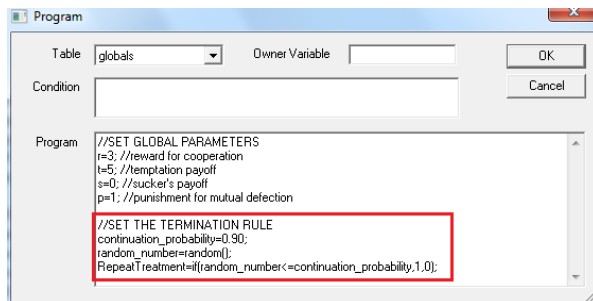 Program
Table globals Owner Variable OK
Condition Cancel
Program //SET GLOBAL PARAMETERS
r=3; //reward for cooperation
t=5; //temptation payoff
s=0; //sucker's payoff
p=1; //punishment for mutual defection
//SET THE TERMINATION RULE
continuation_probability=0.90;
random_number=random();
RepeatTreatment=if(random_number<=continuation_probability,1,0);